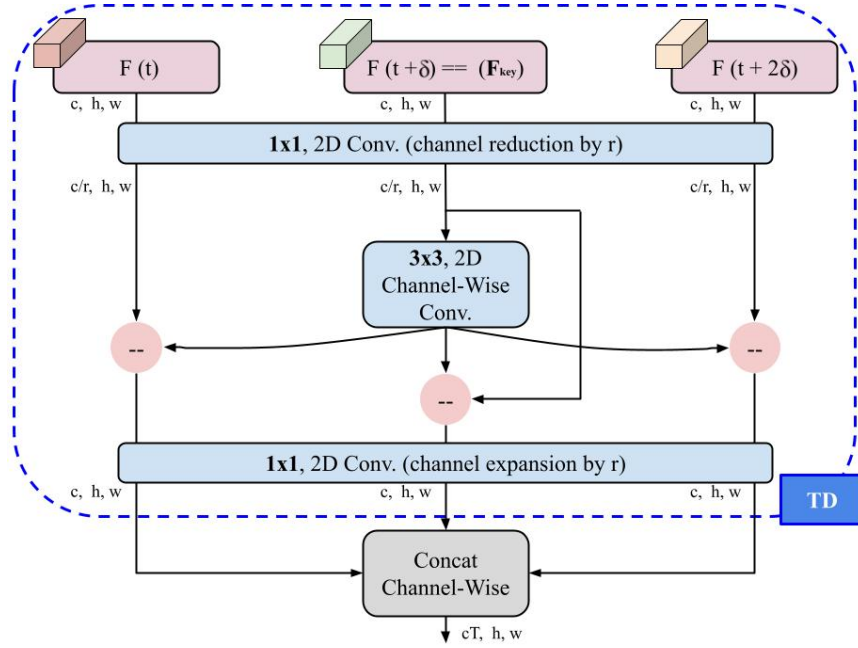 F (t)
F (t +δ) == (F_key)
F (t + 2δ)
c, h, w
c, h, w
c, h, w
1x1, 2D Conv. (channel reduction by r)
c/r, h, w
c/r, h, w
c/r, h, w
3x3, 2D
Channel-Wise
Conv.
--
--
--
1x1, 2D Conv. (channel expansion by r)
c, h, w
c, h, w
c, h, w
TD
Concat
Channel-Wise
cT, h, w